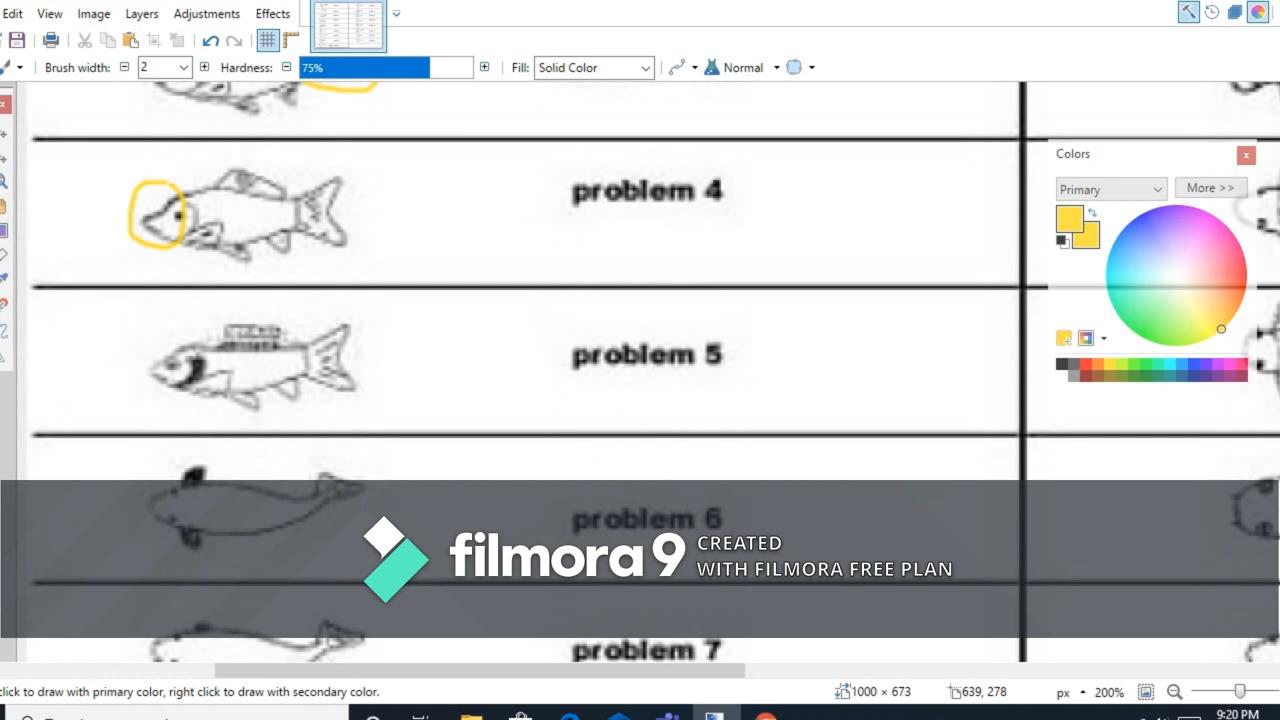 Edit View Image Layers Adjustments Effects
Brush width: 2 Hardness: 75% Fill: Solid Color Normal
problem 4
Colors
Primary More >>
problem 5
problem 6
filmora 9 CREATED
WITH FILMORA FREE PLAN
problem 7
click to draw with primary color, right click to draw with secondary color. 1000 × 673 639, 278 px 200%
9:20 PM